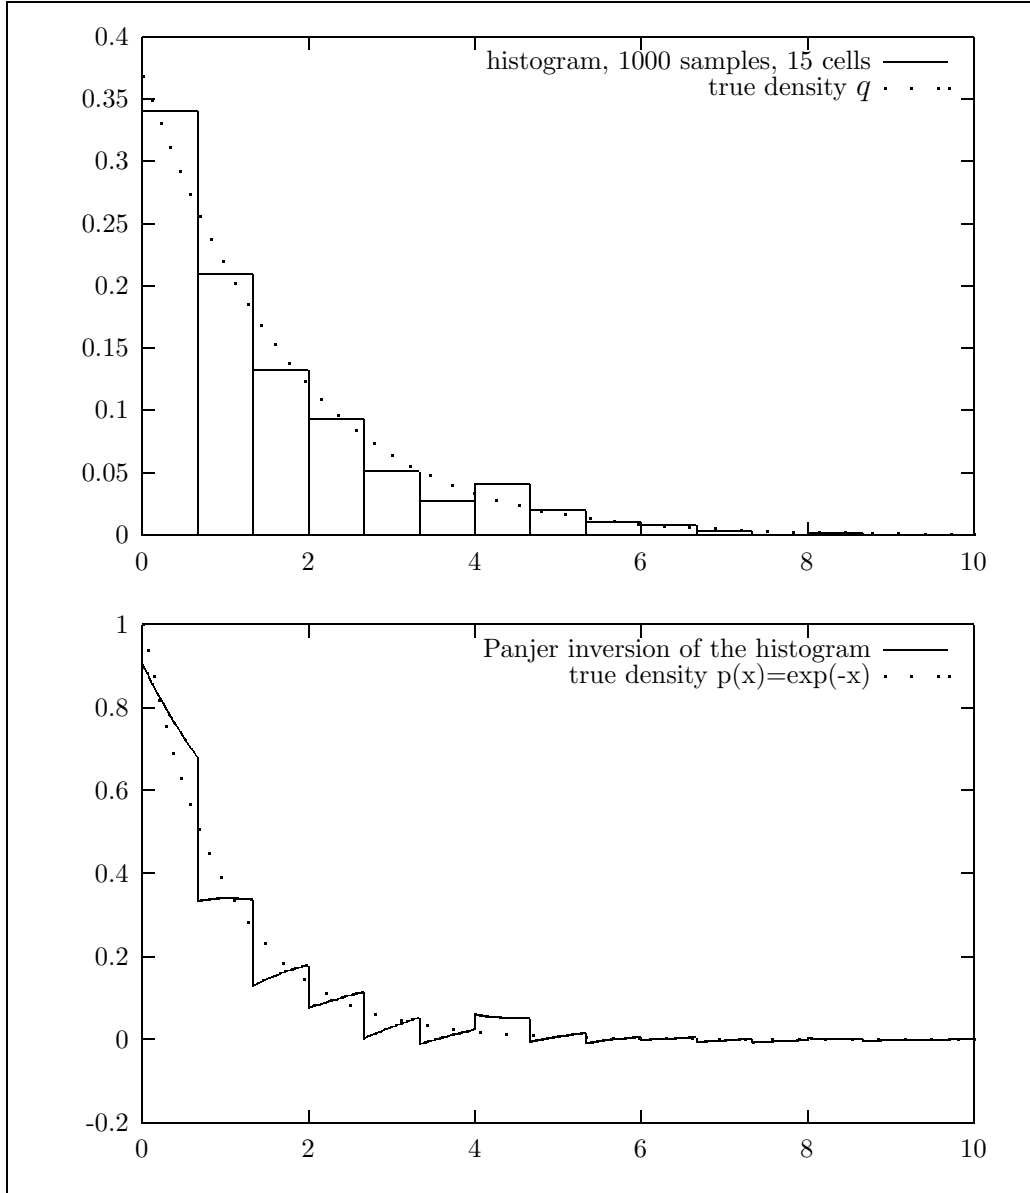 0.4
histogram, 1000 samples, 15 cells
true density q
0.35
0.3
0.25
0.2
0.15
0.1
0.05
0
0 2 4 6 8 10
1
Panjer inversion of the histogram
true density p(x)=exp(-x)
0.8
0.6
0.4
0.2
0
-0.2
0 2 4 6 8 10